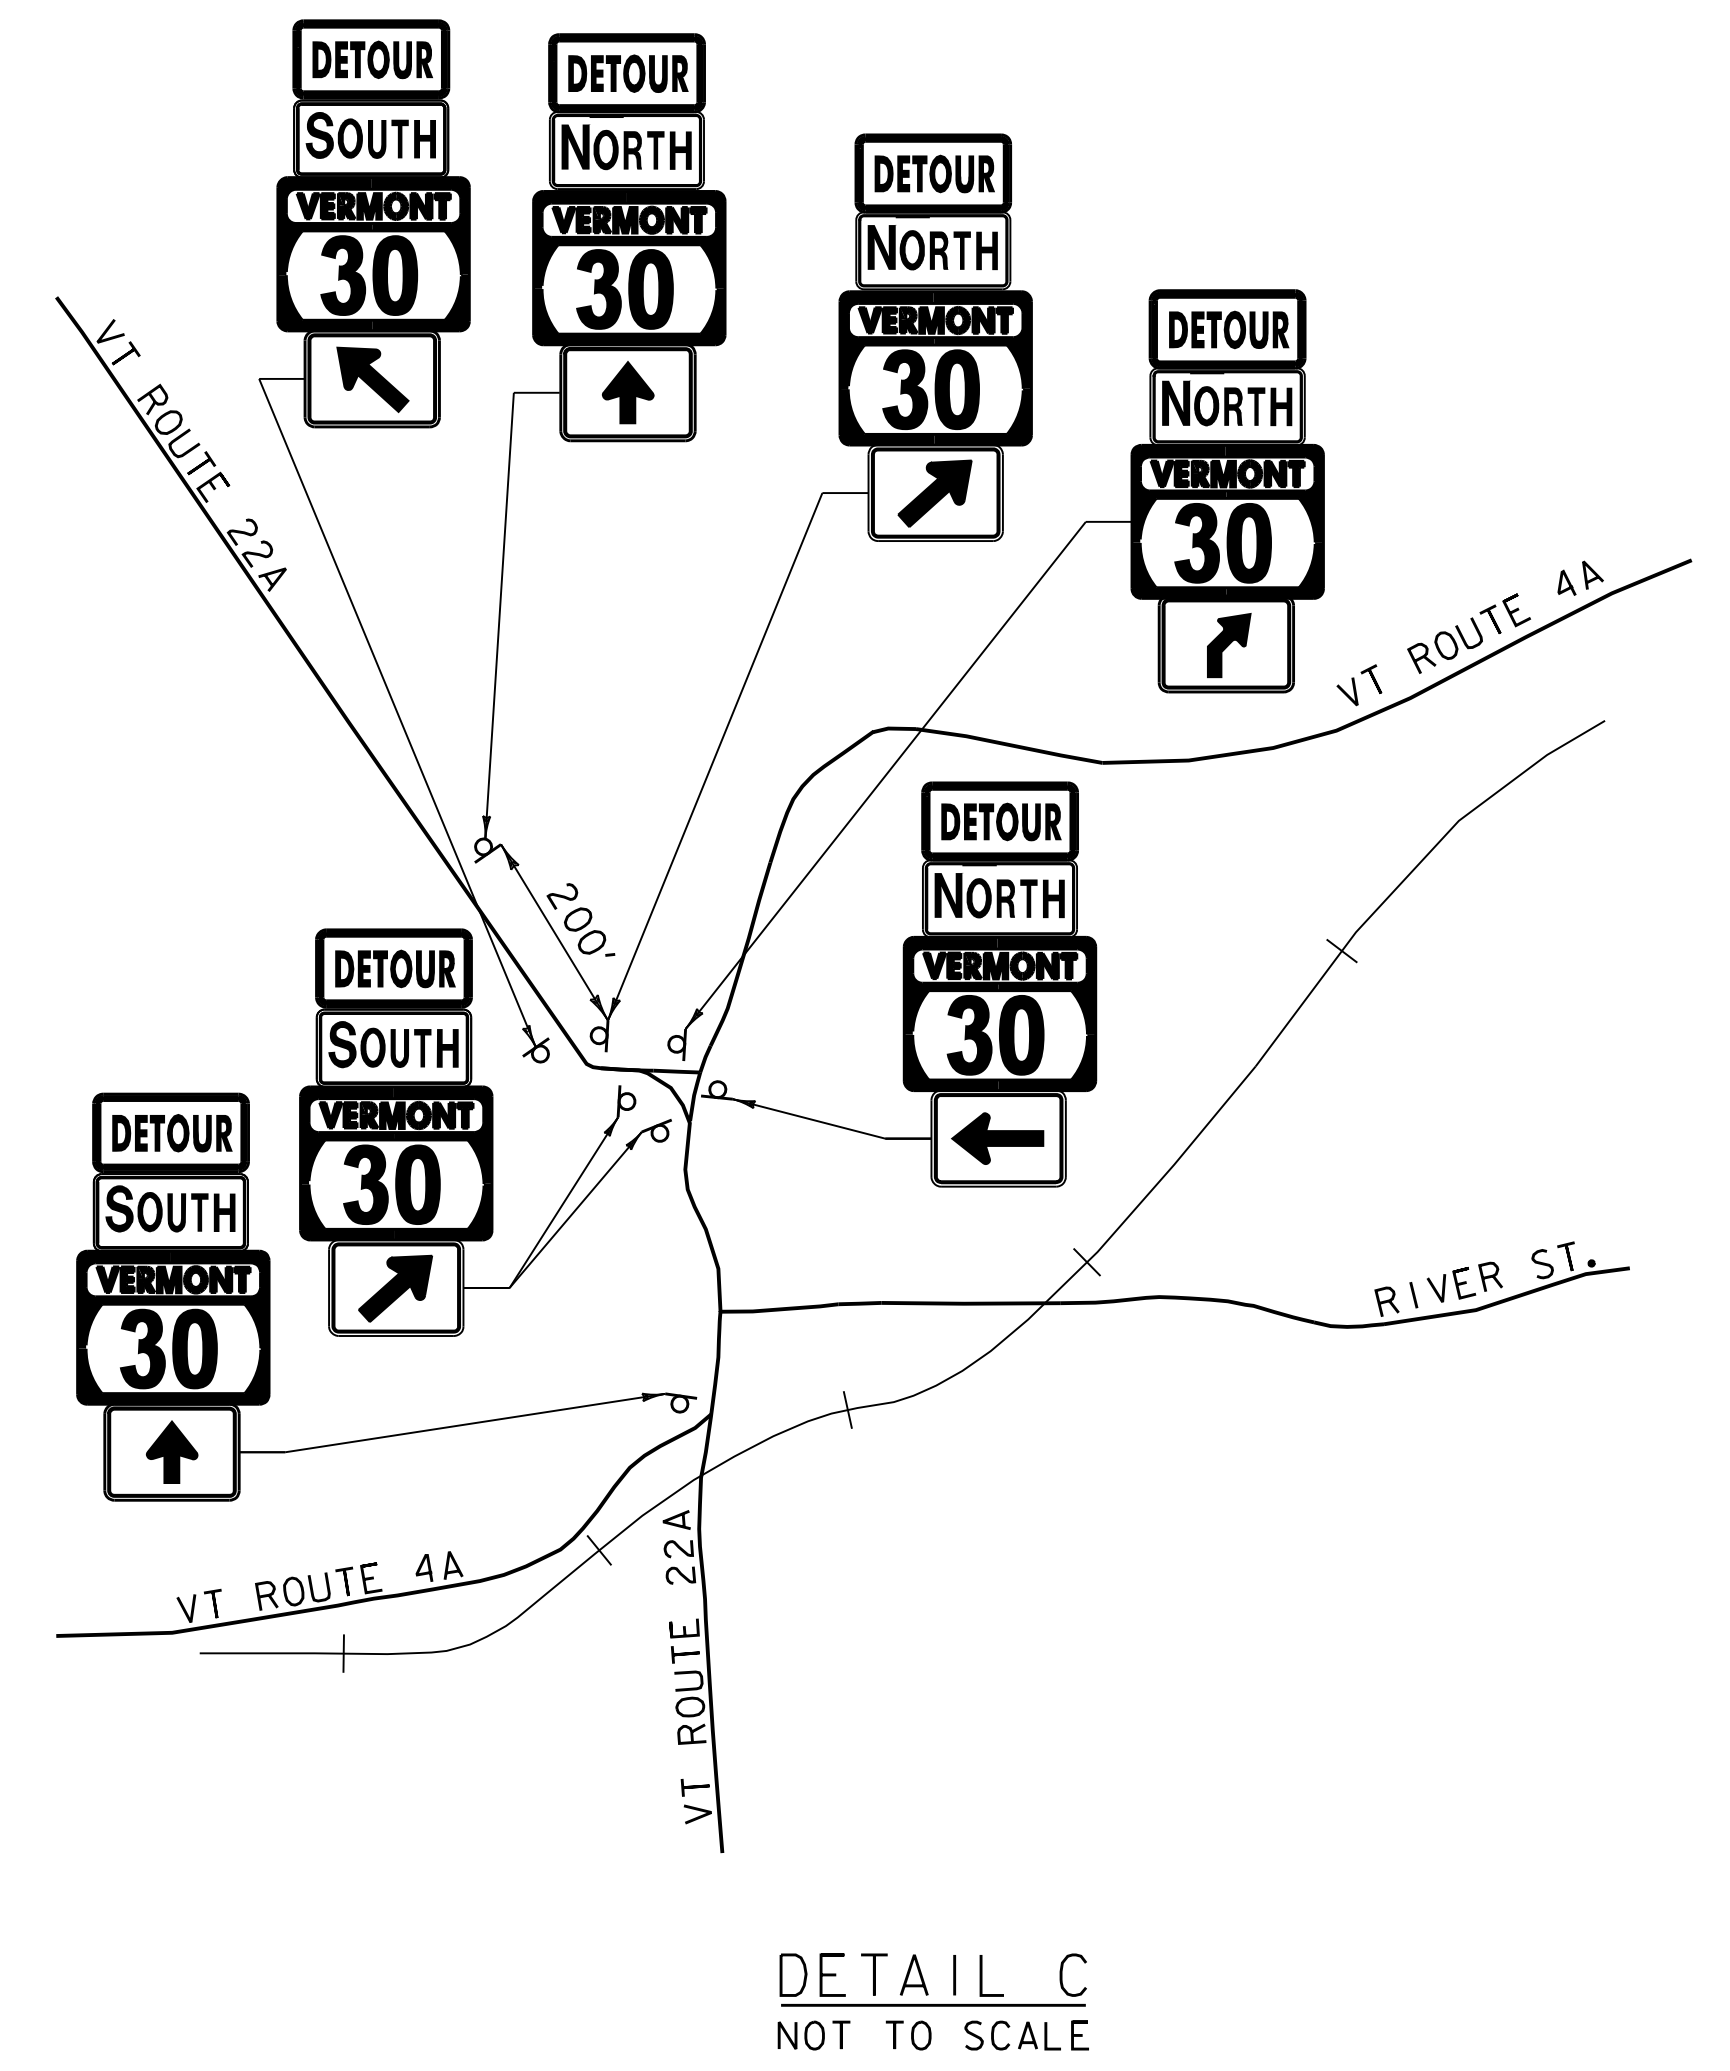 DETOUR
SOUTH
VERMONT
30
DETOUR
NORTH
VERMONT
30
DETOUR
NORTH
VERMONT
30
DETOUR
NORTH
VERMONT
30
VT ROUTE 22A
VT ROUTE 4A
200'
DETOUR
NORTH
VERMONT
30
DETOUR
SOUTH
VERMONT
30
DETOUR
SOUTH
VERMONT
30
RIVER ST.
VT ROUTE 4A
VT ROUTE 22A
DETAIL C
NOT TO SCALE